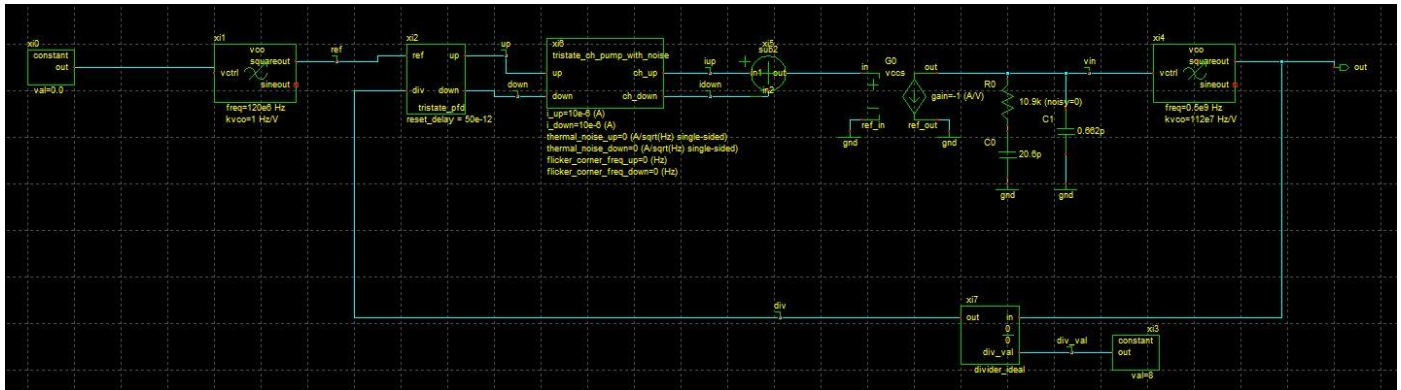 xi0
constant
out
val=0.0
xi1
vco
squareout
vctrl
sineout
freq=120e6 Hz
kvco=1 Hz/V
ref
xi2
ref
up
div
down
tristate_pfd
reset_delay = 50e-12
up
down
xi6
tristate_ch_pump_with_noise
up
ch_up
down
ch_down
i_up=10e-6 (A)
i_down=10e-6 (A)
thermal_noise_up=0 (A/sqrt(Hz) single-sided)
thermal_noise_down=0 (A/sqrt(Hz) single-sided)
flicker_corner_freq_up=0 (Hz)
flicker_corner_freq_down=0 (Hz)
iup
idown
xi5
sub2
in1
out
in2
G0
in
vccs
out
gain=-1 (A/V)
ref_in
ref_out
gnd
gnd
R0
10.9k (noisy=0)
C1
0.662p
C0
20.6p
gnd
gnd
vin
xi4
vco
squareout
vctrl
sineout
freq=0.5e9 Hz
kvco=112e7 Hz/V
out
div
xi7
out
in
0
0
div_val
divider_ideal
div_val
xi3
constant
out
val=8